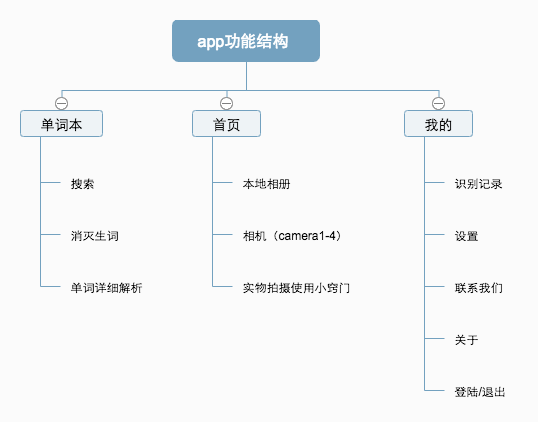 app功能结构
单词本
首页
我的
搜索
本地相册
识别记录
消灭生词
相机（camera1-4）
设置
单词详细解析
实物拍摄使用小窍门
联系我们
关于
登陆/退出